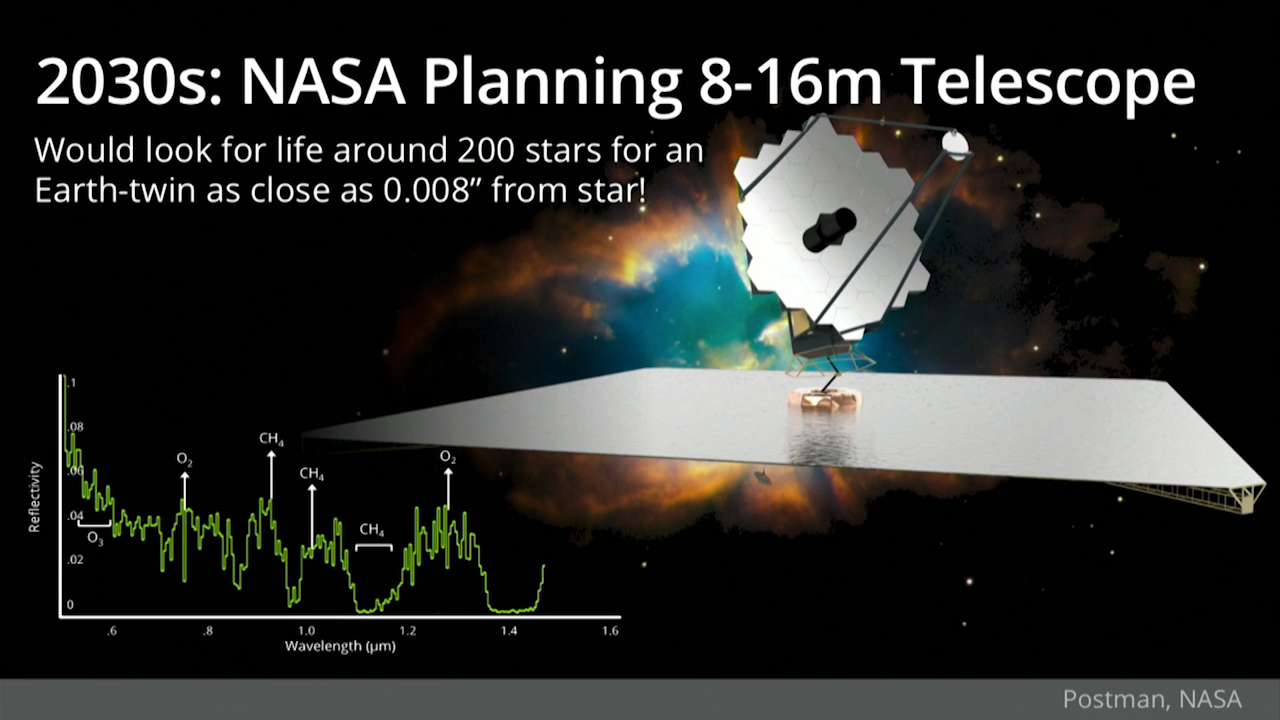 2030s: NASA Planning 8-16m Telescope
Would look for life around 200 stars for an
Earth-twin as close as 0.008” from star!
.1
.08
.06
.04
.02
0
Reflectivity
O₃
O₂
CH₄
CH₄
CH₄
O₂
.6 .8 1.0 1.2 1.4 1.6
Wavelength (µm)
Postman, NASA